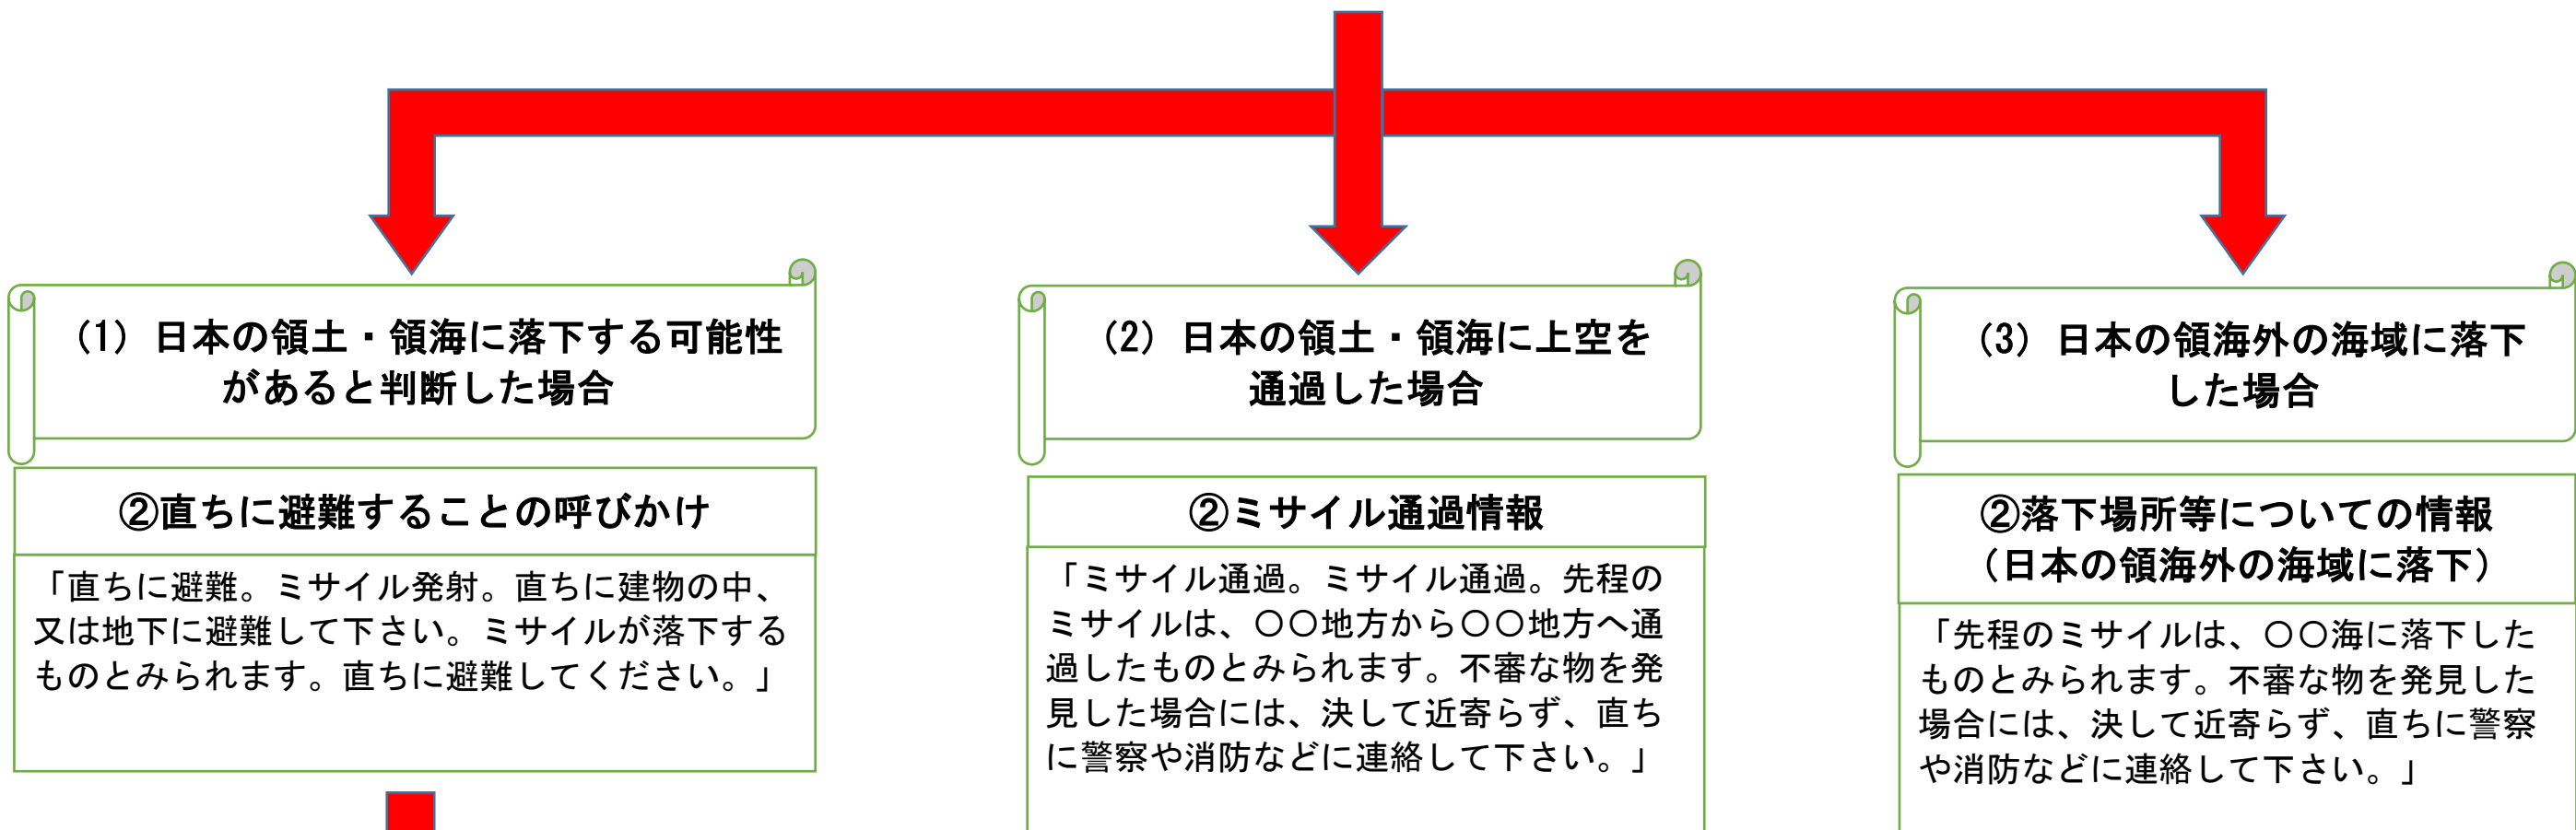 (1) 日本の領土・領海に落下する可能性
があると判断した場合
②直ちに避難することの呼びかけ
「直ちに避難。ミサイル発射。直ちに建物の中、
又は地下に避難して下さい。ミサイルが落下する
ものとみられます。直ちに避難してください。」
(2) 日本の領土・領海に上空を
通過した場合
②ミサイル通過情報
「ミサイル通過。ミサイル通過。先程の
ミサイルは、○○地方から○○地方へ通
過したものとみられます。不審な物を発
見した場合には、決して近寄らず、直ち
に警察や消防などに連絡して下さい。」
(3) 日本の領海外の海域に落下
した場合
②落下場所等についての情報
（日本の領海外の海域に落下）
「先程のミサイルは、○○海に落下した
ものとみられます。不審な物を発見した
場合には、決して近寄らず、直ちに警察
や消防などに連絡して下さい。」